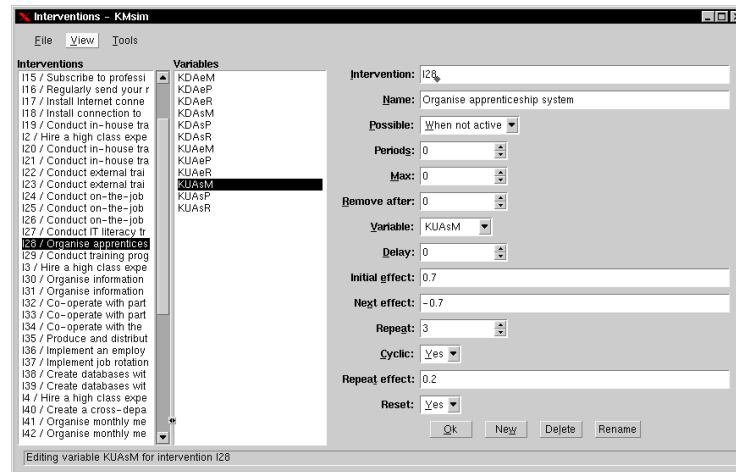 Interventions - KMsim
File View Tools
Interventions
I15 / Subscribe to professi
I16 / Regularly send your r
I17 / Install Internet conne
I18 / Install connection to
I19 / Conduct in-house tra
I2 / Hire a high class expe
I20 / Conduct in-house tra
I21 / Conduct in-house tra
I22 / Conduct external trai
I23 / Conduct external trai
I24 / Conduct on-the-job
I25 / Conduct on-the-job
I26 / Conduct on-the-job
I27 / Conduct IT literacy tr
I28 / Organise apprentices
I29 / Conduct training prog
I3 / Hire a high class expe
I30 / Organise information
I31 / Organise information
I32 / Co-operate with part
I33 / Co-operate with part
I34 / Co-operate with the
I35 / Produce and distribut
I36 / Implement an employ
I37 / Implement job rotation
I38 / Create databases wit
I39 / Create databases wit
I4 / Hire a high class expe
I40 / Create a cross-depa
I41 / Organise monthly me
I42 / Organise monthly me
Variables
KDAeM
KDAeP
KDAeR
KDAsM
KDAsP
KDAsR
KUAeM
KUAeP
KUAeR
KUAsM
KUAsP
KUAsR
Intervention: I28
Name: Organise apprenticeship system
Possible: When not active
Periods: 0
Max: 0
Remove after: 0
Variable: KUAsM
Delay: 0
Initial effect: 0.7
Next effect: -0.7
Repeat: 3
Cyclic: Yes
Repeat effect: 0.2
Reset: Yes
Ok New Delete Rename
Editing variable KUAsM for intervention I28